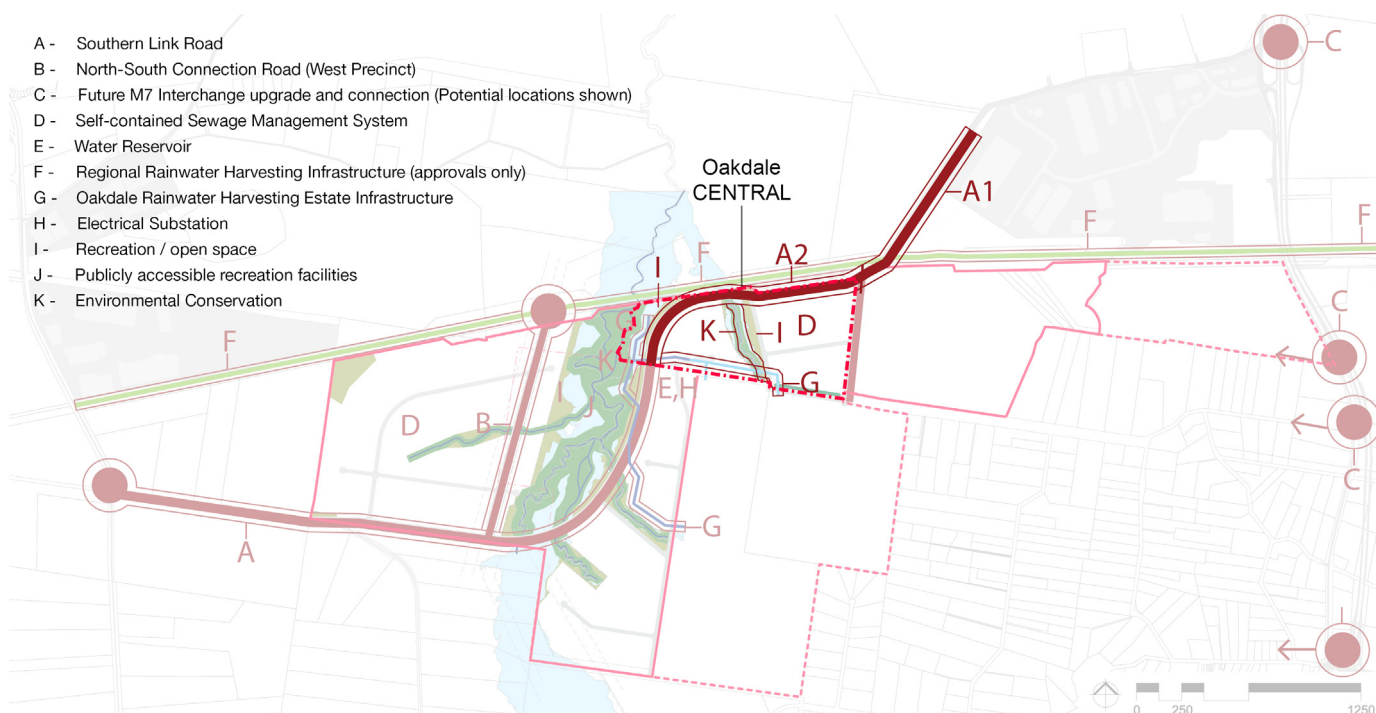 A - Southern Link Road
B - North-South Connection Road (West Precinct)
C - Future M7 Interchange upgrade and connection (Potential locations shown)
D - Self-contained Sewage Management System
E - Water Reservoir
F - Regional Rainwater Harvesting Infrastructure (approvals only)
G - Oakdale Rainwater Harvesting Estate Infrastructure
H - Electrical Substation
I - Recreation / open space
J - Publicly accessible recreation facilities
K - Environmental Conservation
C
Oakdale
CENTRAL
A1
F
F
A2
F
I
G
K
I
D
C
F
K
E,H
G
I
J
D
B
C
G
A
0
250
1250